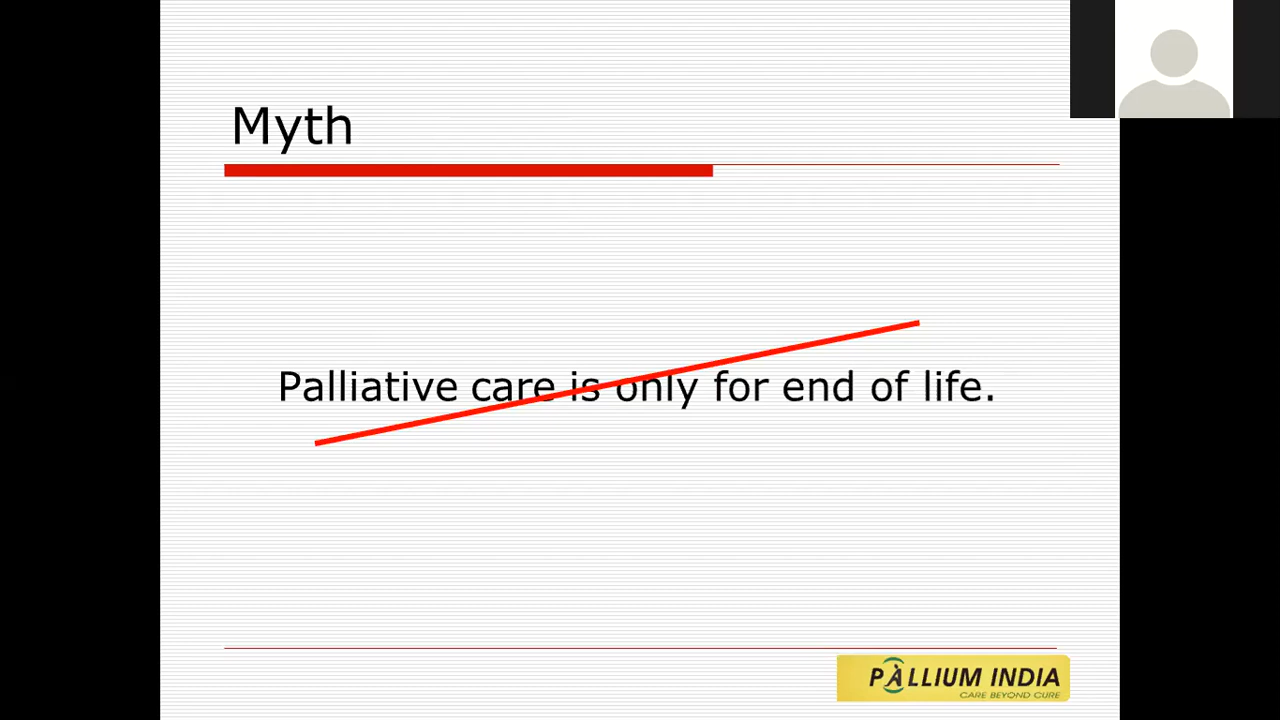 Myth
Palliative care is only for end of life.
PALLIUM INDIA
CARE BEYOND CURE